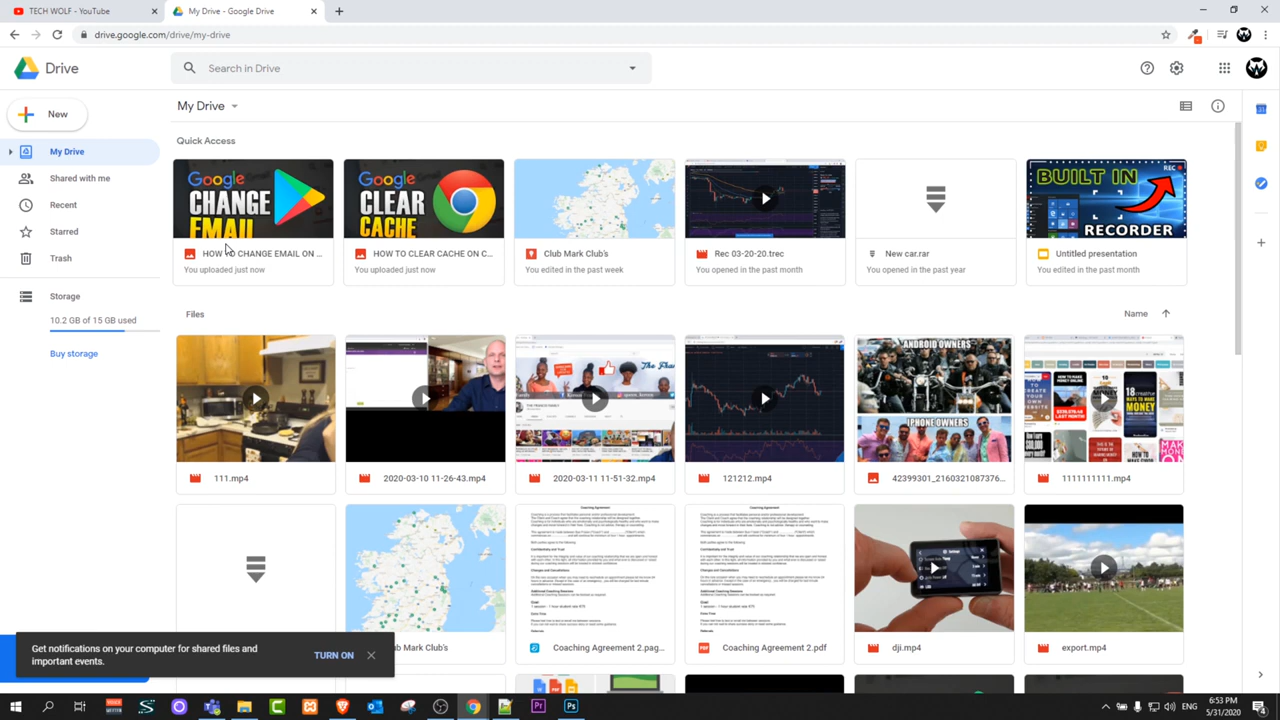 TECH WOLF - YouTube
My Drive - Google Drive
drive.google.com/drive/my-drive
Drive
Search in Drive
New
My Drive
Shared with me
Recent
Starred
Trash
Storage
10.2 GB of 15 GB used
Buy storage
My Drive
Quick Access
Google
CHANGE
EMAIL
HOW TO CHANGE EMAIL ON ...
You uploaded just now
Google
CLEAR
CACHE
HOW TO CLEAR CACHE ON C...
You uploaded just now
Club Mark Club's
You edited in the past week
Rec 03-20-20.trec
You opened in the past month
New car.rar
You opened in the past year
BUILT IN
REC
RECORDER
Untitled presentation
You edited in the past month
Files
Name
111.mp4
2020-03-10 11-26-43.mp4
2020-03-11 11-51-32.mp4
121212.mp4
ANDROID OWNERS
IPHONE OWNERS
42399301_2160321087376...
1111111111.mp4
Club Mark Club's
Coaching Agreement
Coaching Agreement 2.pag...
Coaching Agreement
Coaching Agreement 2.pdf
dji.mp4
export.mp4
Get notifications on your computer for shared files and
important events.
TURN ON
ENG
6:53 PM
5/31/2020